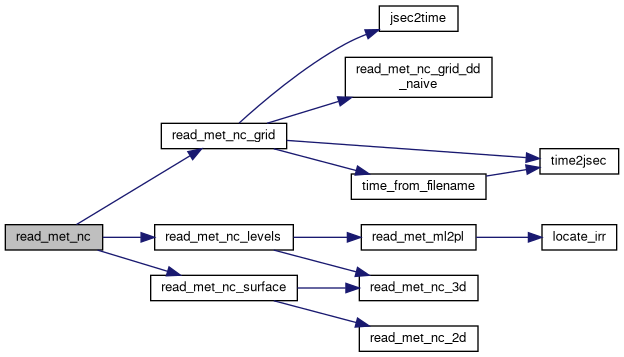 jsec2time
read_met_nc_grid_dd
_naive
read_met_nc_grid
time2jsec
time_from_filename
read_met_nc
read_met_nc_levels
read_met_ml2pl
locate_irr
read_met_nc_surface
read_met_nc_3d
read_met_nc_2d